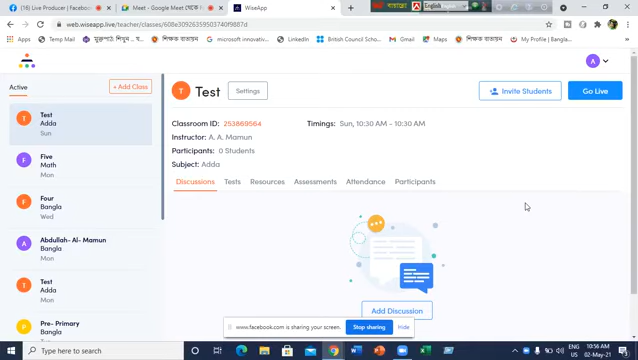 (16) Live Producer | Facebook
Meet - Google Meet থেকে
WiseApp
English
web.wiseapp.live/teacher/classes/608e30926359503740f9887d
Apps
Temp Mail
শিক্ষক বাতায়ন
microsoft innovativ...
LinkedIn
British Council Scho...
Gmail
Maps
শিক্ষক বাতায়ন
My Profile | Bangla...
A
Active
+ Add Class
T
Test
Settings
Invite Students
Go Live
T
Test
Adda
Sun
Classroom ID: 253869564
Timings: Sun, 10:30 AM - 10:30 AM
Instructor: A. A. Mamun
Participants: 0 Students
Subject: Adda
F
Five
Math
Mon
Discussions
Tests
Resources
Assessments
Attendance
Participants
F
Four
Bangla
Wed
A
Abdullah- Al- Mamun
Bangla
Mon
T
Test
Adda
Mon
Add Discussion
P
Pre- Primary
Bangla
www.facebook.com is sharing your screen.
Stop sharing
Hide
Type here to search
ENG
US
10:56 AM
02-May-21